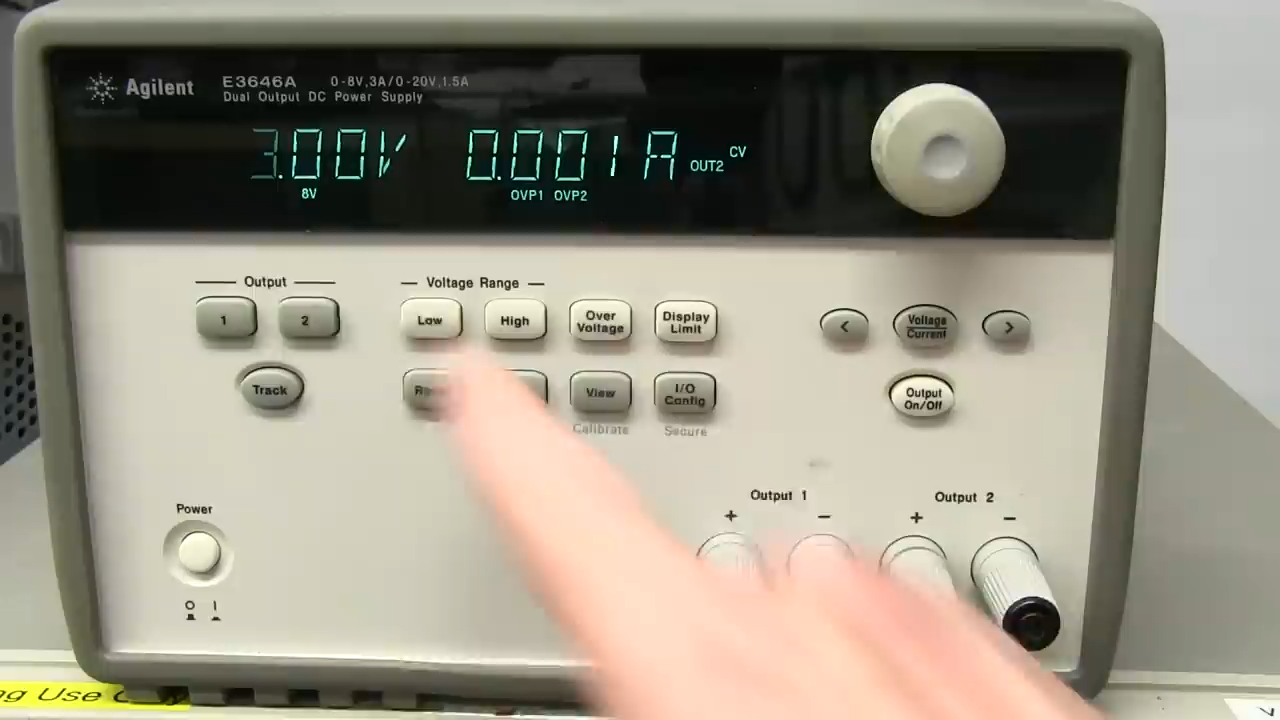 Agilent E3646A 0-8V,3A/0-20V,1.5A
Dual Output DC Power Supply
3.00V 0.001A OUT2 CV
8V OVP1 OVP2
Output Voltage Range
1 2 Low High Over Voltage Display Limit < Voltage Current >
Track View I/O Config Output On/Off
Calibrate Secure
Output 1 Output 2
Power + − + −
O I
Use